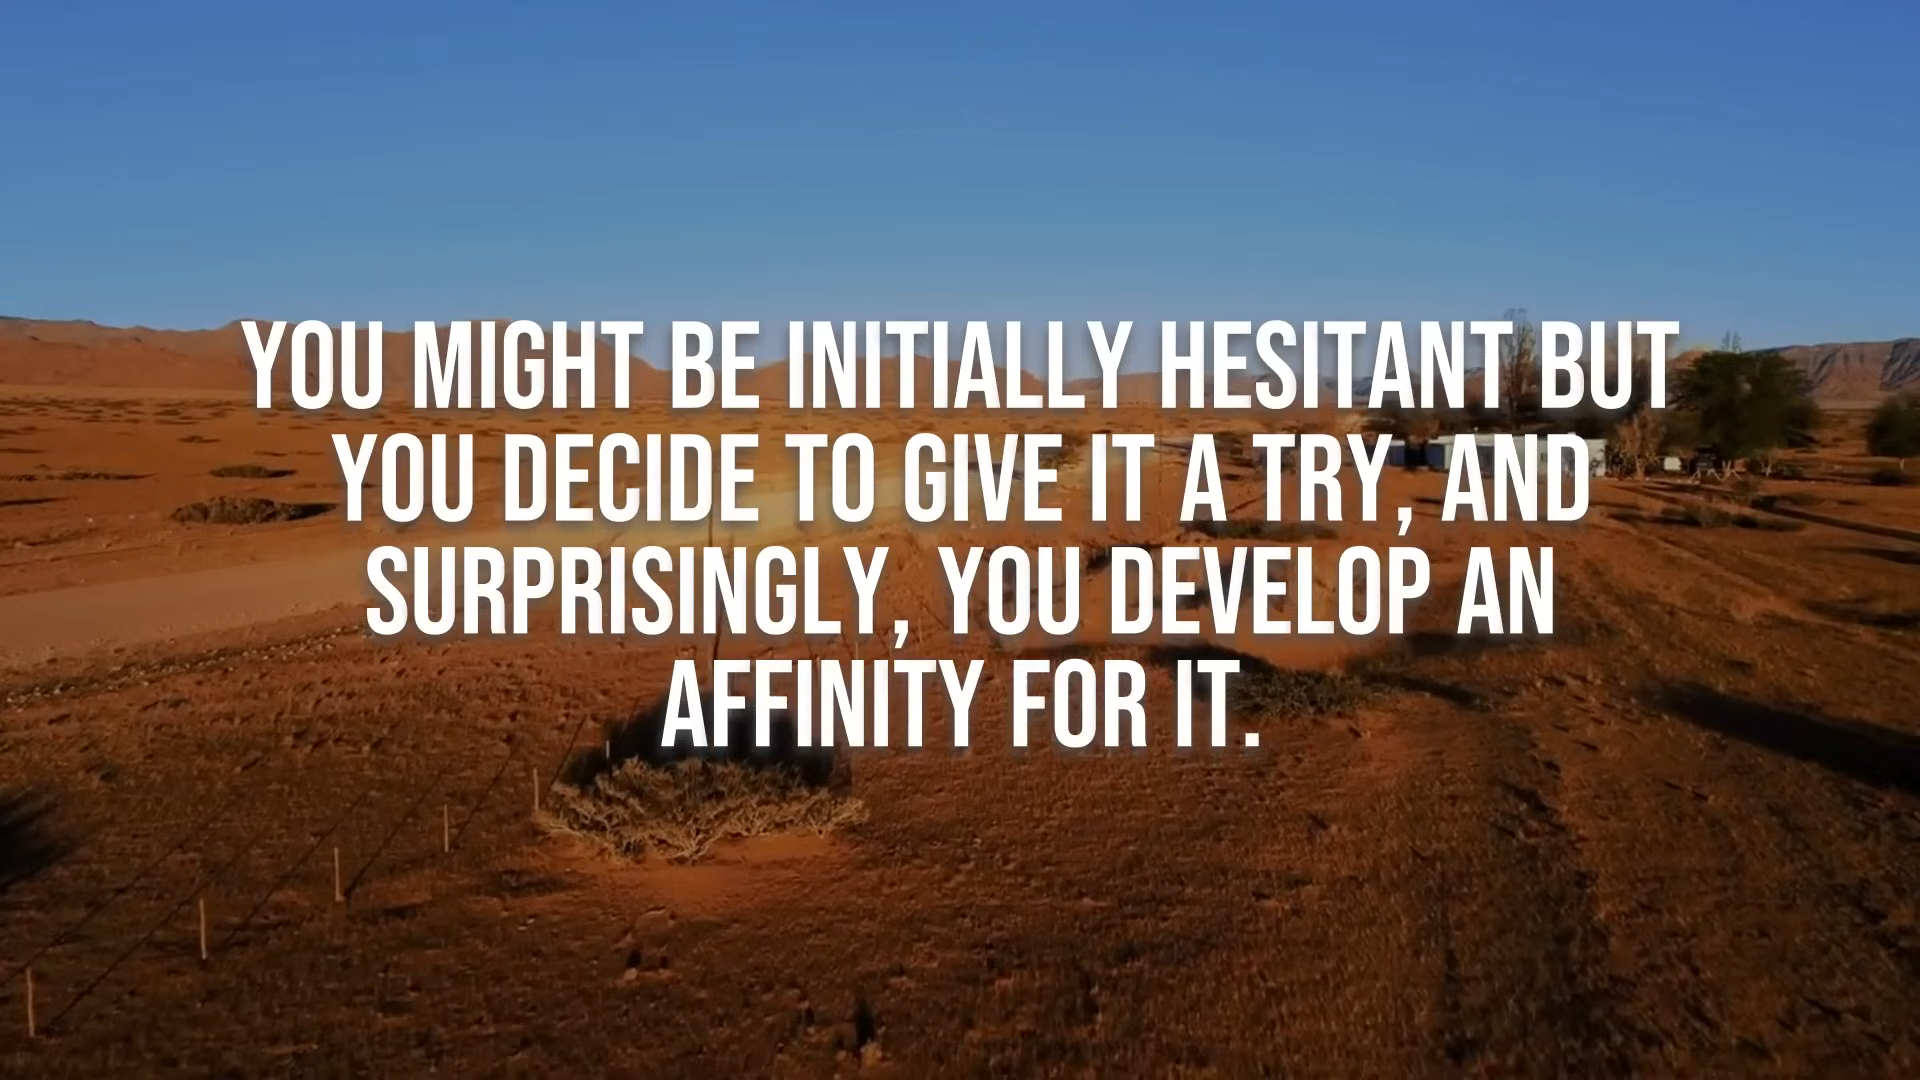 YOU MIGHT BE INITIALLY HESITANT BUT
YOU DECIDE TO GIVE IT A TRY, AND
SURPRISINGLY, YOU DEVELOP AN
AFFINITY FOR IT.